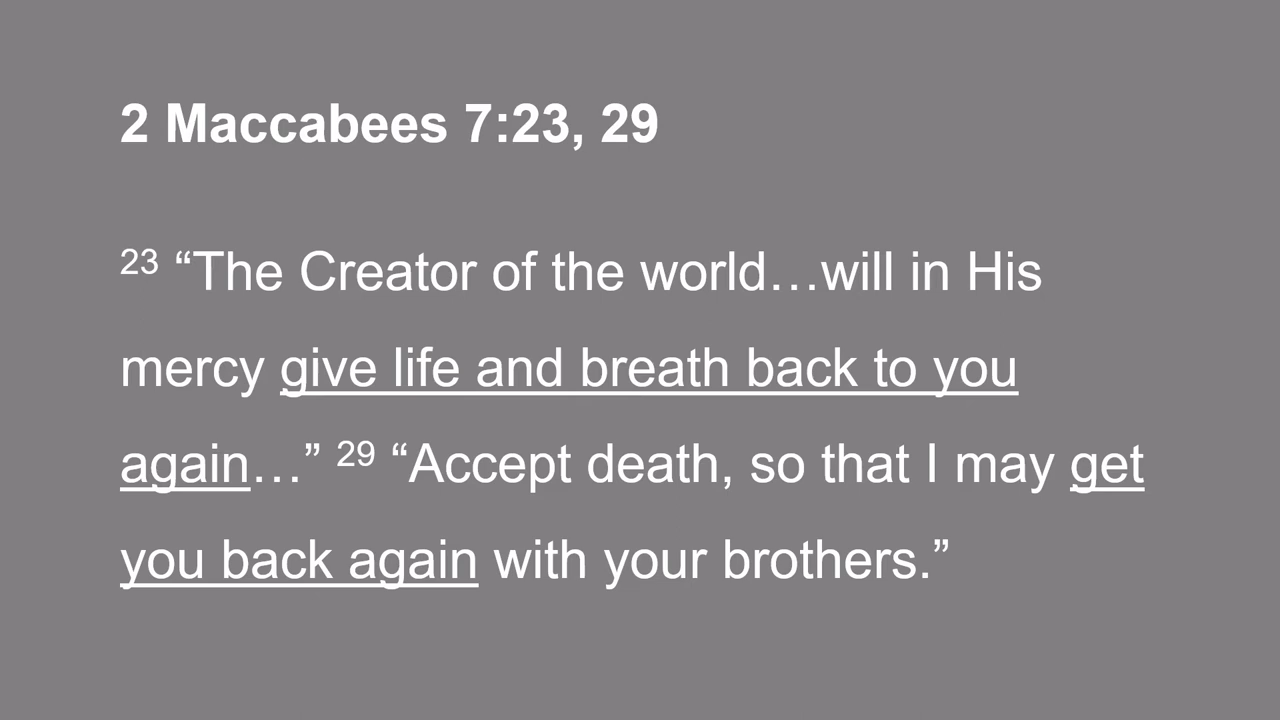 2 Maccabees 7:23, 29
23 “The Creator of the world…will in His
mercy give life and breath back to you
again…” 29 “Accept death, so that I may get
you back again with your brothers.”